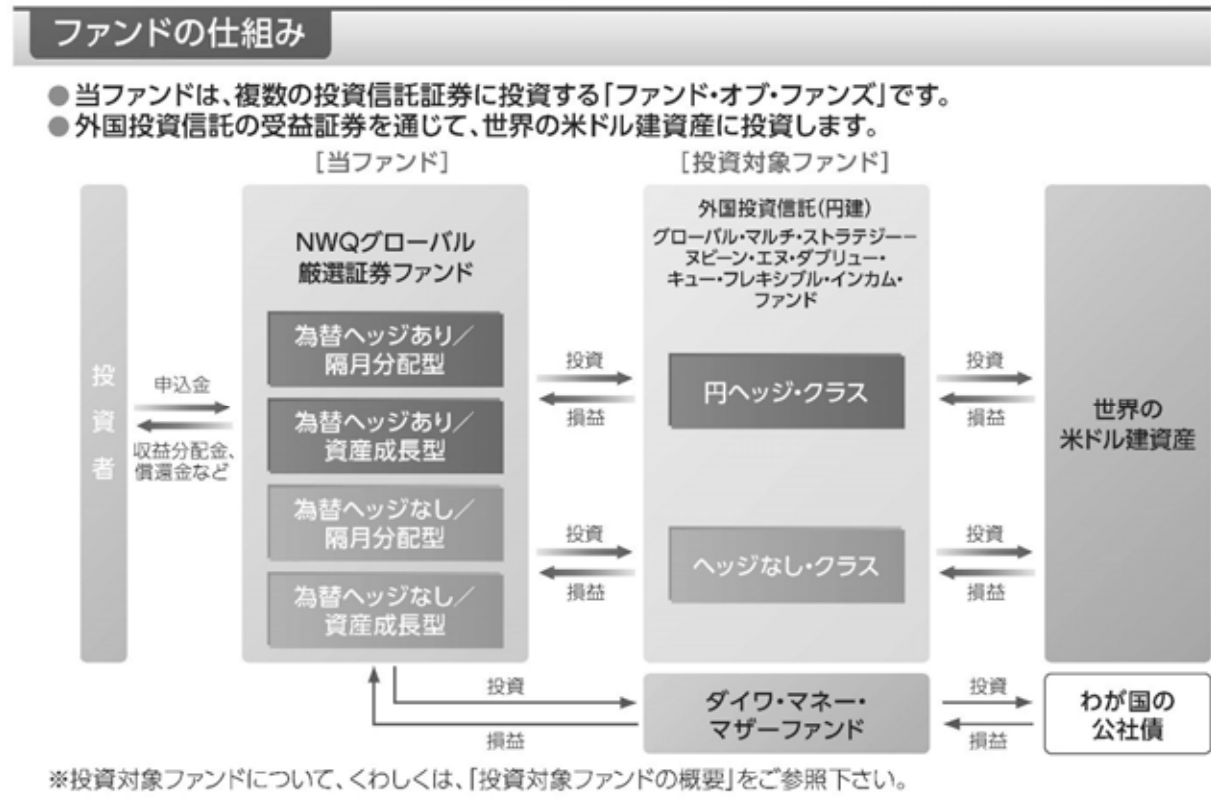 ファンドの仕組み
●当ファンドは、複数の投資信託証券に投資する「ファンド・オブ・ファンズ」です。
●外国投資信託の受益証券を通じて、世界の米ドル建資産に投資します。
[当ファンド]
[投資対象ファンド]
投資者
申込金
収益分配金、
償還金など
NWQグローバル
厳選証券ファンド
為替ヘッジあり／
隔月分配型
為替ヘッジあり／
資産成長型
為替ヘッジなし／
隔月分配型
為替ヘッジなし／
資産成長型
投資
損益
投資
損益
外国投資信託(円建)
グローバル・マルチ・ストラテジー－
ヌビーン・エヌ・ダブリュー・
キュー・フレキシブル・インカム・
ファンド
円ヘッジ・クラス
ヘッジなし・クラス
投資
損益
投資
損益
世界の
米ドル建資産
投資
損益
ダイワ・マネー・
マザーファンド
投資
損益
わが国の
公社債
※投資対象ファンドについて、くわしくは、「投資対象ファンドの概要」をご参照下さい。